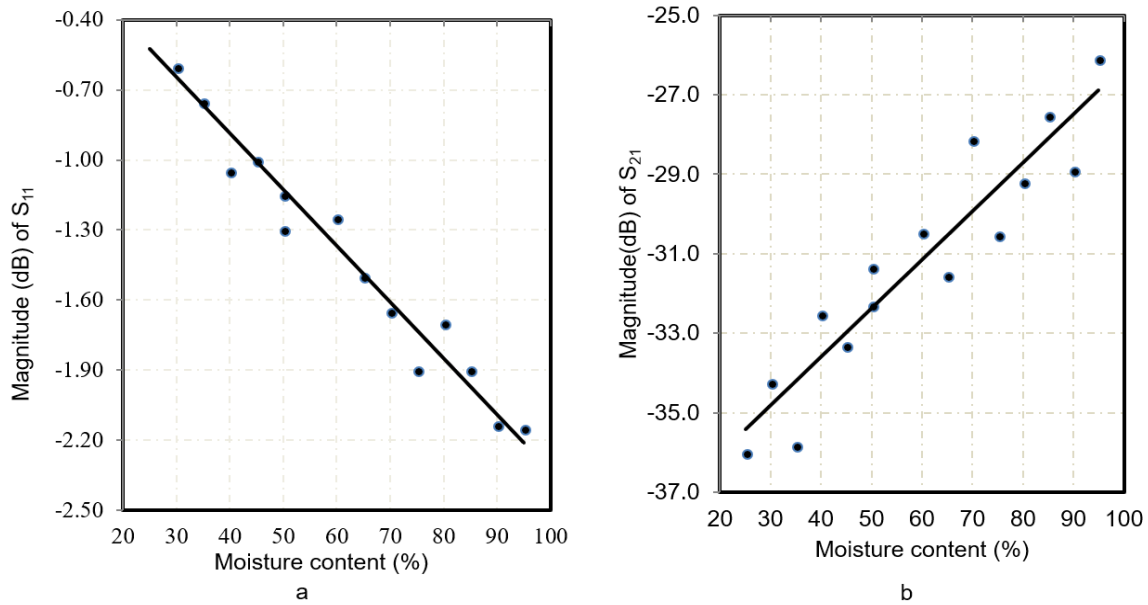 Magnitude (dB) of S11
-0.40
-0.70
-1.00
-1.30
-1.60
-1.90
-2.20
-2.50
20 30 40 50 60 70 80 90 100
Moisture content (%)
a
Magnitude(dB) of S21
-25.0
-27.0
-29.0
-31.0
-33.0
-35.0
-37.0
20 30 40 50 60 70 80 90 100
Moisture content (%)
b